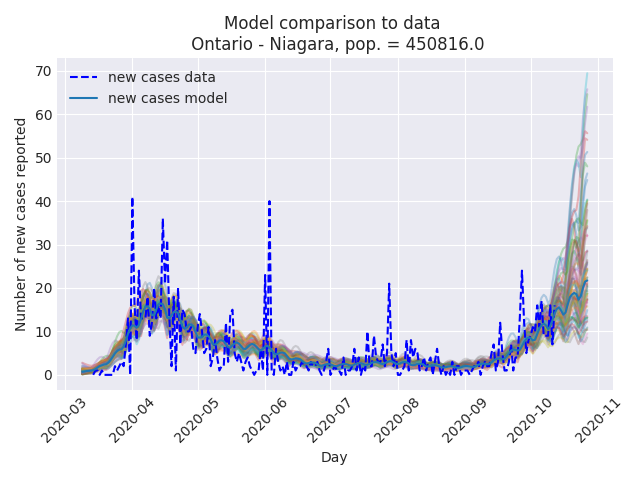 Model comparison to data
Ontario - Niagara, pop. = 450816.0
new cases data
new cases model
Number of new cases reported
70
60
50
40
30
20
10
0
2020-03
2020-04
2020-05
2020-06
2020-07
2020-08
2020-09
2020-10
2020-11
Day